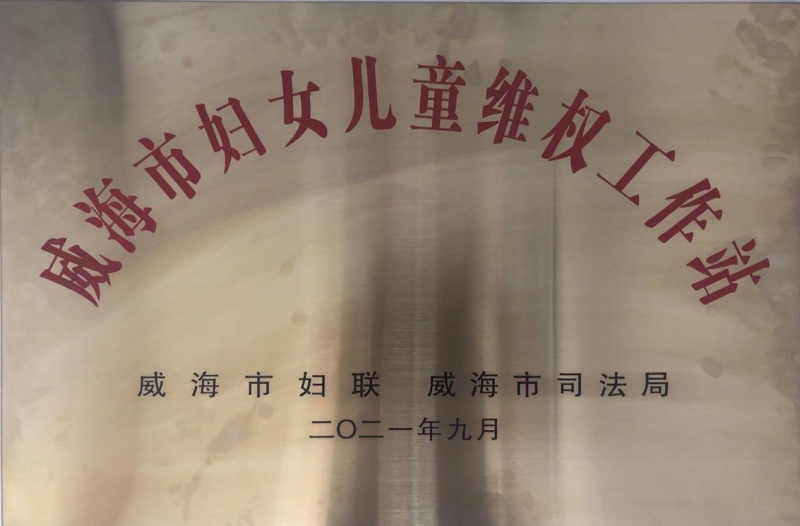 威海市妇女儿童维权工作站
威海市妇联 威海市司法局
二〇二一年九月